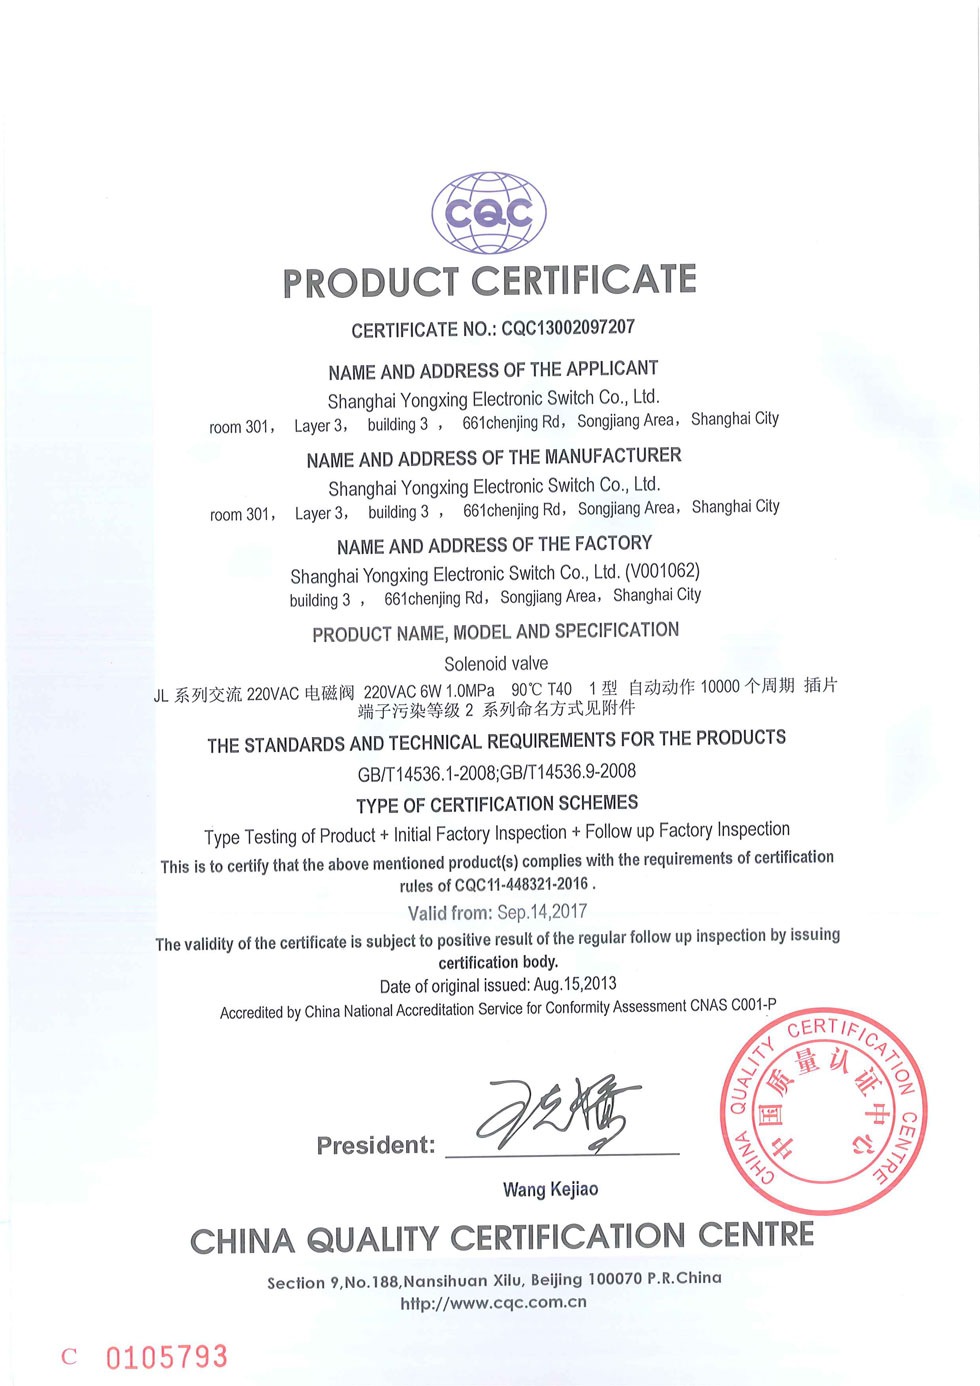 CQC
PRODUCT CERTIFICATE
CERTIFICATE NO.: CQC13002097207
NAME AND ADDRESS OF THE APPLICANT
Shanghai Yongxing Electronic Switch Co., Ltd.
room 301， Layer 3， building 3 ， 661chenjing Rd，Songjiang Area，Shanghai City
NAME AND ADDRESS OF THE MANUFACTURER
Shanghai Yongxing Electronic Switch Co., Ltd.
room 301， Layer 3， building 3 ， 661chenjing Rd，Songjiang Area，Shanghai City
NAME AND ADDRESS OF THE FACTORY
Shanghai Yongxing Electronic Switch Co., Ltd. (V001062)
building 3 ， 661chenjing Rd，Songjiang Area，Shanghai City
PRODUCT NAME, MODEL AND SPECIFICATION
Solenoid valve
JL 系列交流 220VAC 电磁阀 220VAC 6W 1.0MPa 90℃ T40 1 型 自动动作 10000 个周期 插片
端子污染等级 2 系列命名方式见附件
THE STANDARDS AND TECHNICAL REQUIREMENTS FOR THE PRODUCTS
GB/T14536.1-2008;GB/T14536.9-2008
TYPE OF CERTIFICATION SCHEMES
Type Testing of Product + Initial Factory Inspection + Follow up Factory Inspection
This is to certify that the above mentioned product(s) complies with the requirements of certification
rules of CQC11-448321-2016 .
Valid from: Sep.14,2017
The validity of the certificate is subject to positive result of the regular follow up inspection by issuing
certification body.
Date of original issued: Aug.15,2013
Accredited by China National Accreditation Service for Conformity Assessment CNAS C001-P
CHINA QUALITY CERTIFICATION CENTRE
中国质量认证中心
President:
Wang Kejiao
CHINA QUALITY CERTIFICATION CENTRE
Section 9,No.188,Nansihuan Xilu, Beijing 100070 P.R.China
http://www.cqc.com.cn
C 0105793